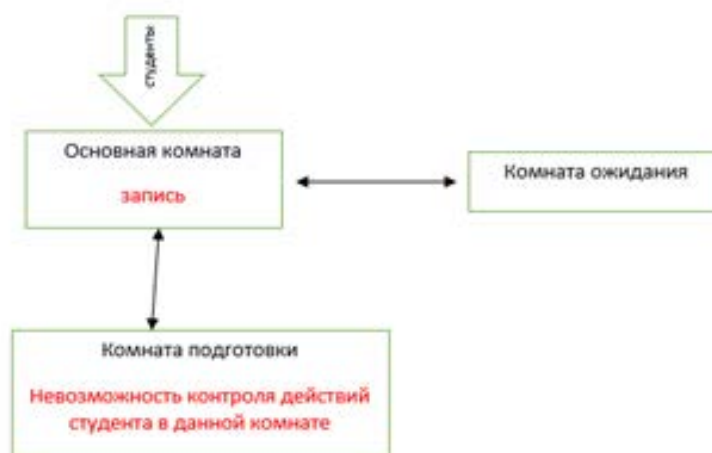 студенты
Основная комната
запись
Комната ожидания
Комната подготовки
Невозможность контроля действий
студента в данной комнате